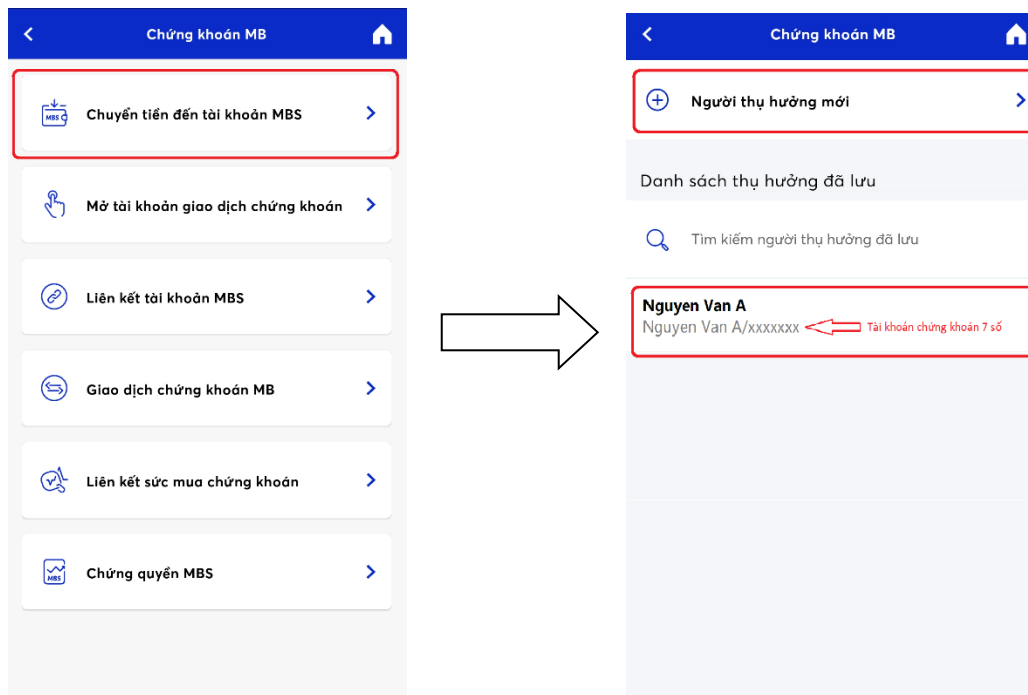 Chứng khoán MB
MBS
Chuyển tiền đến tài khoản MBS
Mở tài khoản giao dịch chứng khoán
Liên kết tài khoản MBS
Giao dịch chứng khoán MB
Liên kết sức mua chứng khoán
MBS
Chứng quyền MBS
Chứng khoán MB
Người thụ hưởng mới
Danh sách thụ hưởng đã lưu
Tìm kiếm người thụ hưởng đã lưu
Nguyen Van A
Nguyen Van A/xxxxxxx Tài khoản chứng khoán 7 số